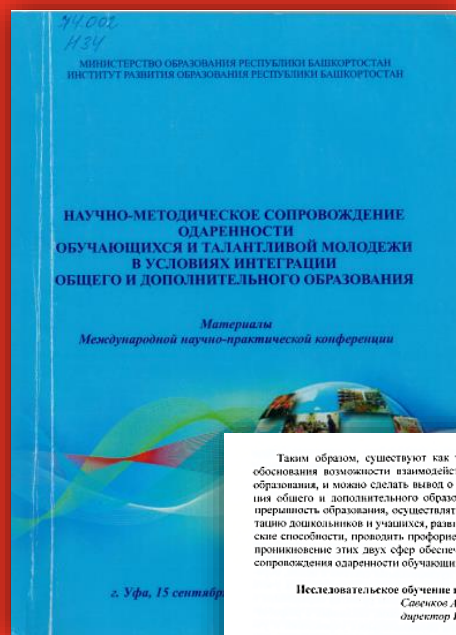 74.002
Н34
МИНИСТЕРСТВО ОБРАЗОВАНИЯ РЕСПУБЛИКИ БАШКОРТОСТАН
ИНСТИТУТ РАЗВИТИЯ ОБРАЗОВАНИЯ РЕСПУБЛИКИ БАШКОРТОСТАН
НАУЧНО-МЕТОДИЧЕСКОЕ СОПРОВОЖДЕНИЕ
ОДАРЕННОСТИ
ОБУЧАЮЩИХСЯ И ТАЛАНТЛИВОЙ МОЛОДЕЖИ
В УСЛОВИЯХ ИНТЕГРАЦИИ
ОБЩЕГО И ДОПОЛНИТЕЛЬНОГО ОБРАЗОВАНИЯ
Материалы
Международной научно-практической конференции
г. Уфа, 15 сентябр
Таким образом, существуют как
обоснования возможности взаимодейс
образования, и можно сделать вывод о
ния общего и дополнительного образо
прерывность образования, осуществлят
тацию дошкольников и учащихся, разви
ские способности, проводить профорие
проникновение этих двух сфер обеспеч
сопровождения одаренности обучающи
Исследовательское обучение
Савенков А
директор